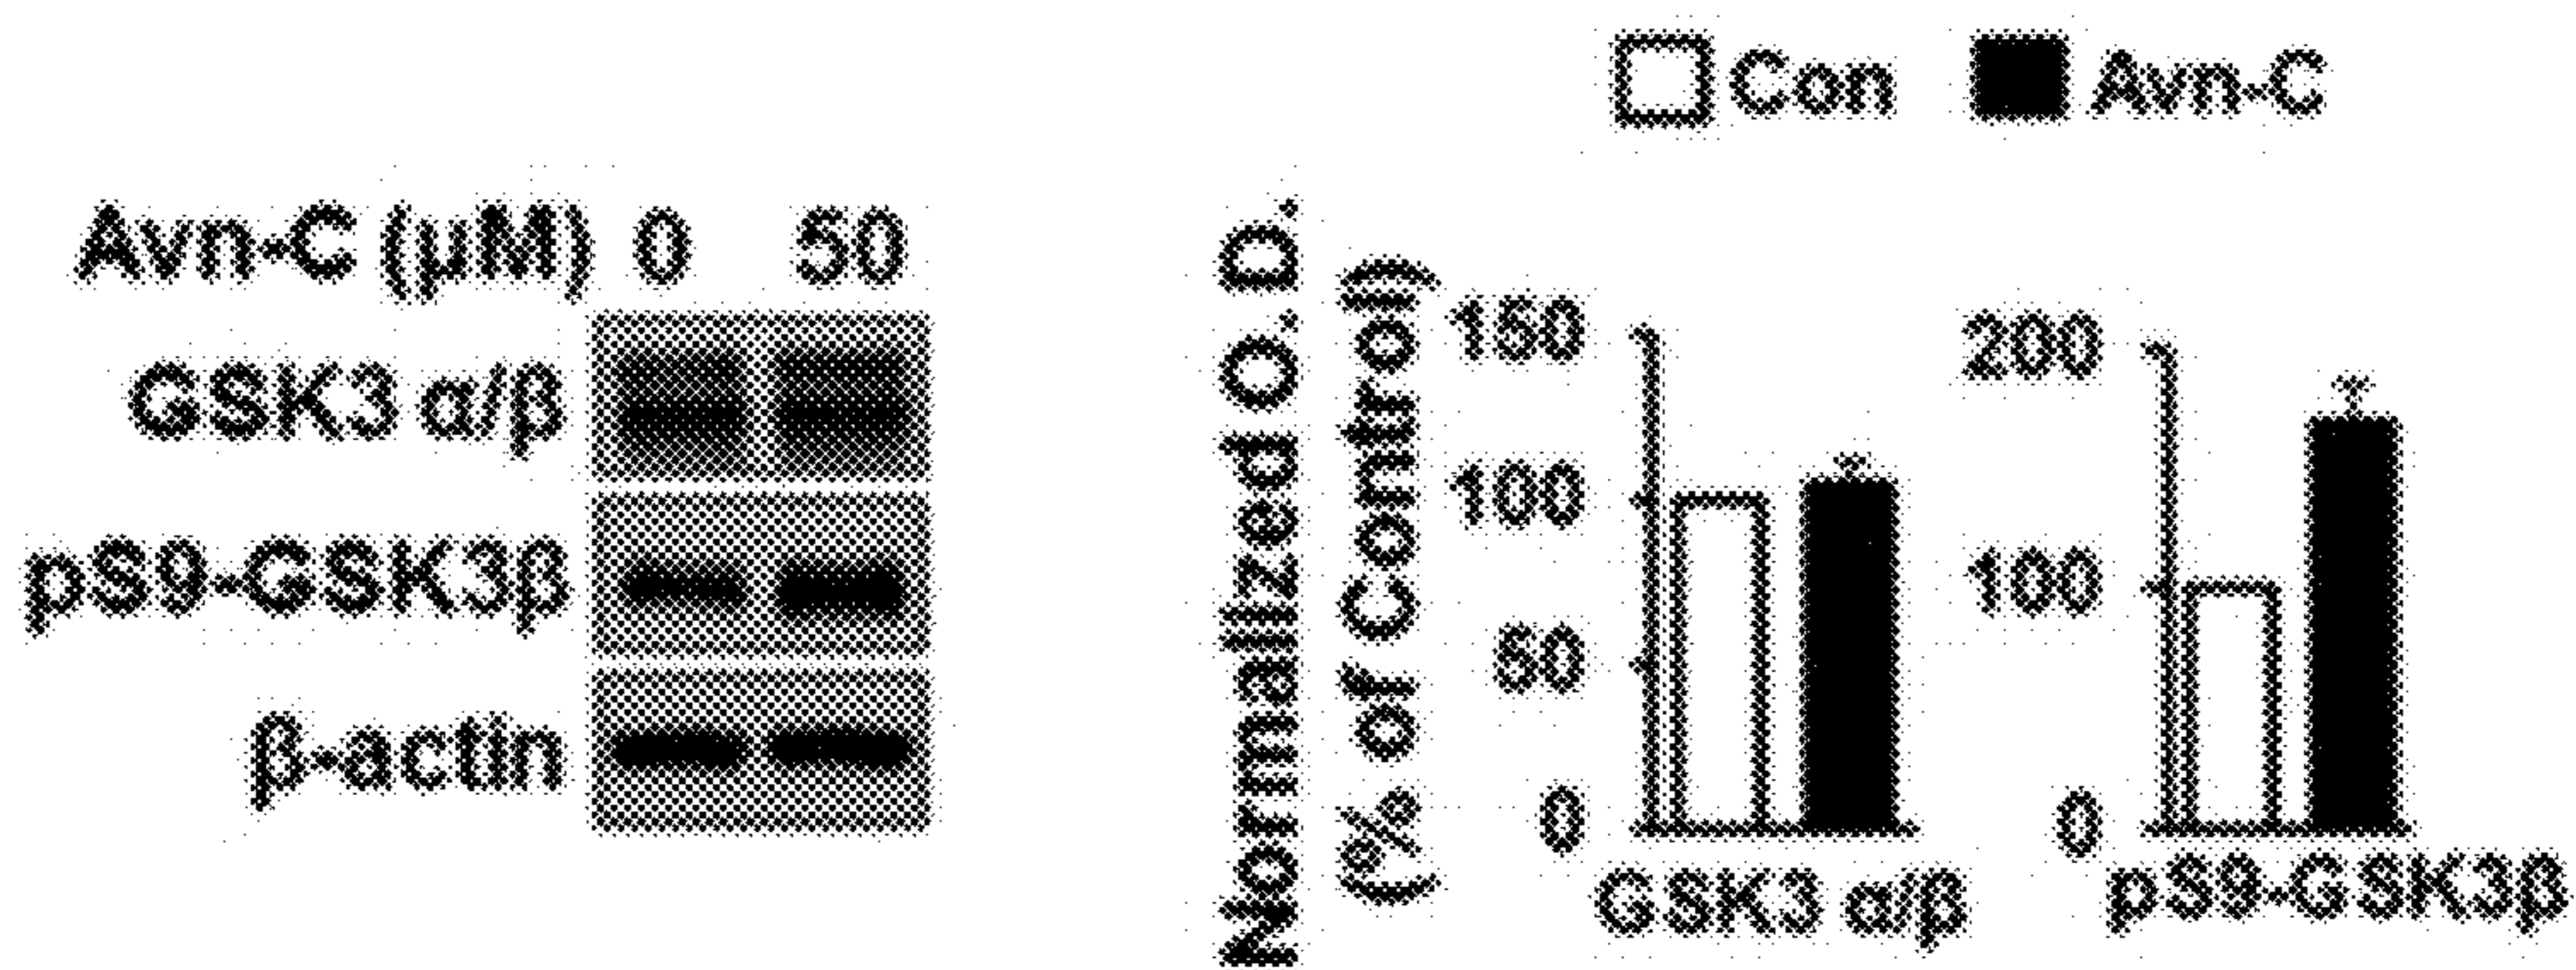 Con Avn-C
Avn-C (μM) 0 50
GSK3 α/β
pS9-GSK3β
β-actin
Normalized O. D.
(% of Control)
150
100
50
0
GSK3 α/β
200
100
0
pS9-GSK3β